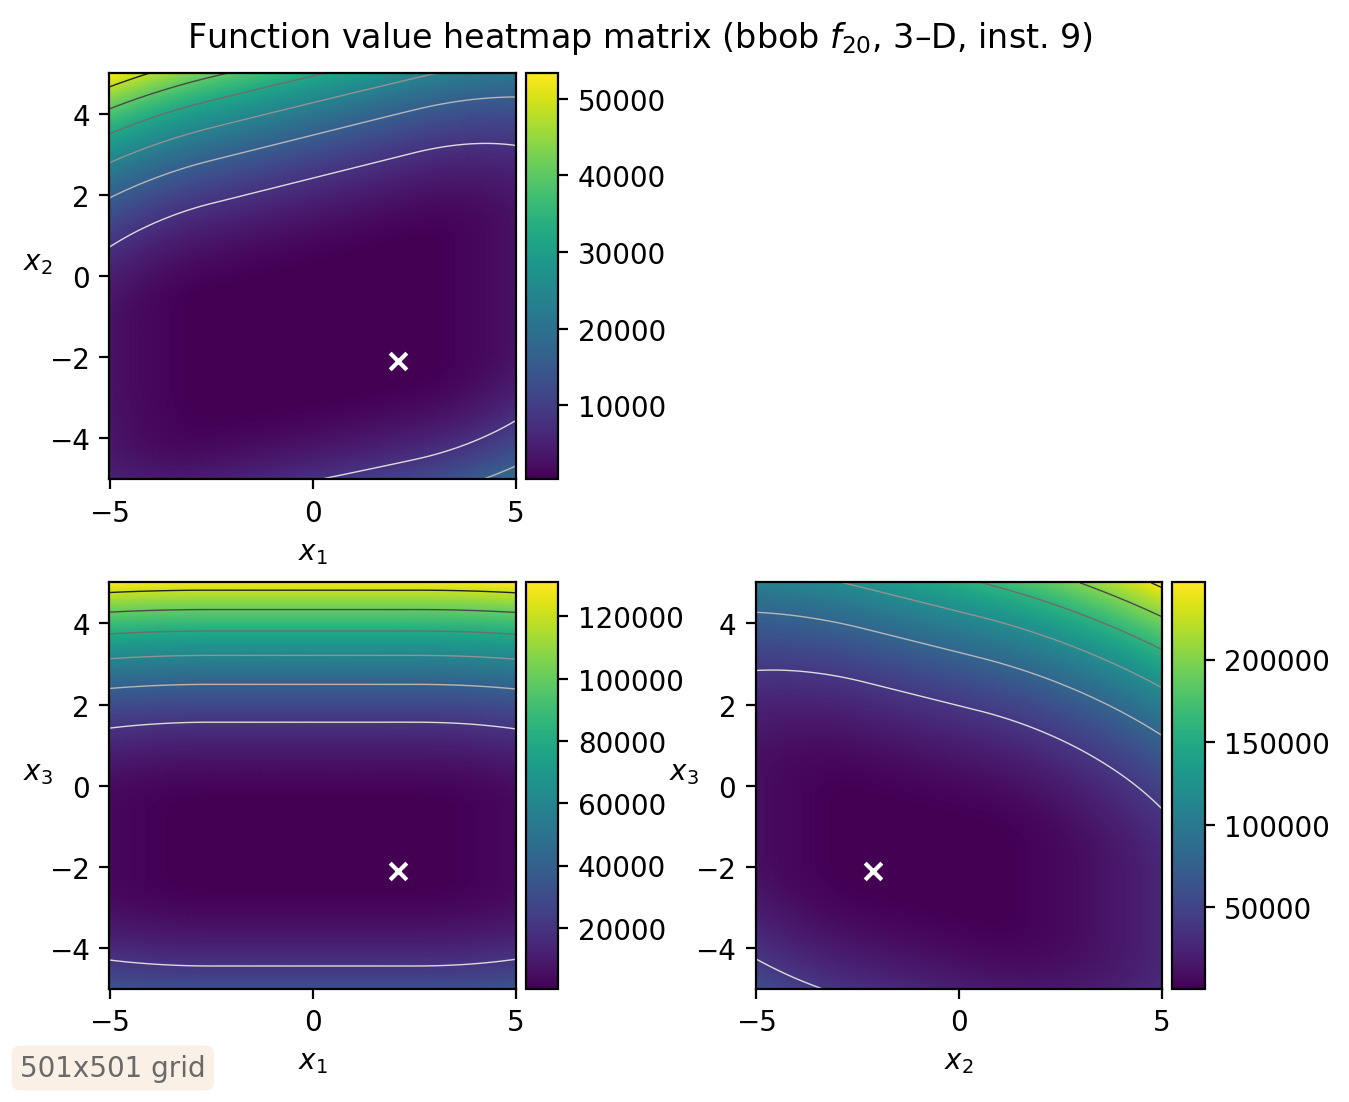 Function value heatmap matrix (bbob f₂₀, 3–D, inst. 9)
4
2
0
−2
−4
x₂
−5 0 5
x₁
50000
40000
30000
20000
10000
4
2
0
−2
−4
x₃
−5 0 5
x₁
120000
100000
80000
60000
40000
20000
4
2
0
−2
−4
x₃
−5 0 5
x₂
200000
150000
100000
50000
501x501 grid